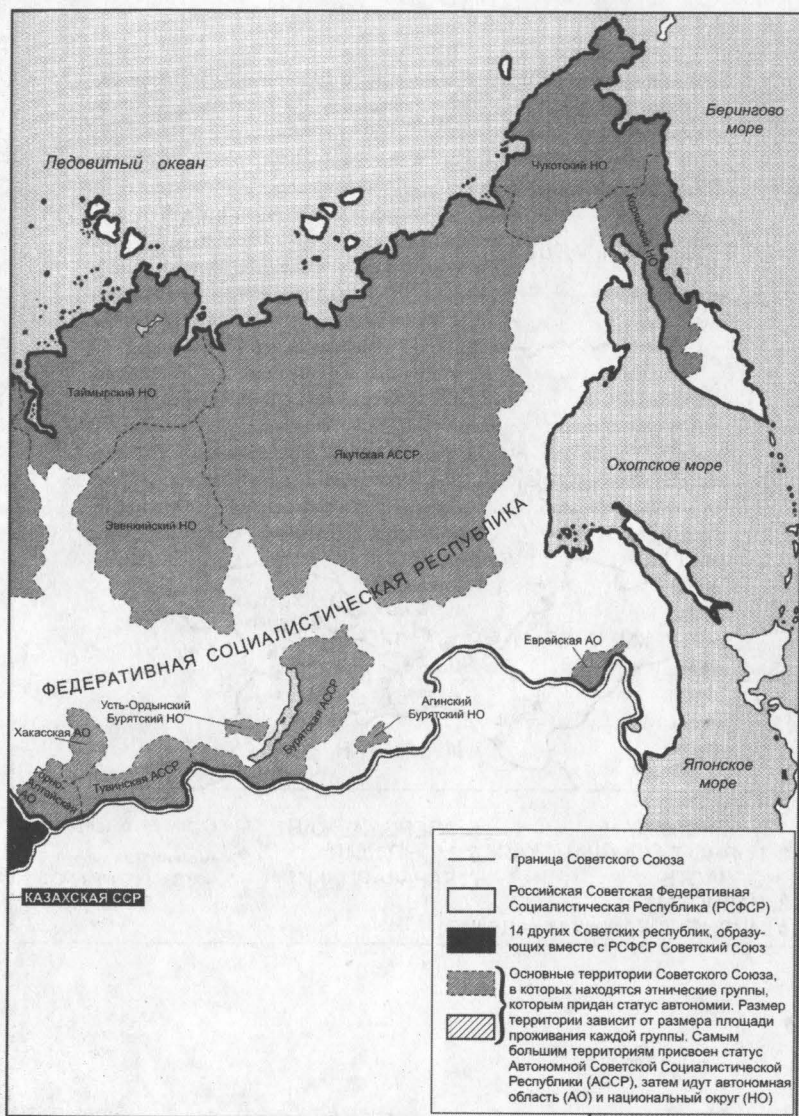 Ледовитый океан
Берингово
море
Чукотский НО
Корякский НО
Таймырский НО
Якутская АССР
Эвенкийский НО
Охотское море
ФЕДЕРАТИВНАЯ СОЦИАЛИСТИЧЕСКАЯ РЕСПУБЛИКА
Еврейская АО
Усть-Ордынский
Бурятский НО
Агинский
Бурятский НО
Бурятская АССР
Хакасская АО
Тувинская АССР
Горно-
Алтайская
АО
Японское
море
КАЗАХСКАЯ ССР
Граница Советского Союза
Российская Советская Федеративная
Социалистическая Республика (РСФСР)
14 других Советских республик, образу-
ющих вместе с РСФСР Советский Союз
Основные территории Советского Союза,
в которых находятся этнические группы,
которым придан статус автономии. Размер
территории зависит от размера площади
проживания каждой группы. Самым
большим территориям присвоен статус
Автономной Советской Социалистической
Республики (АССР), затем идут автономная
область (АО) и национальный округ (НО)